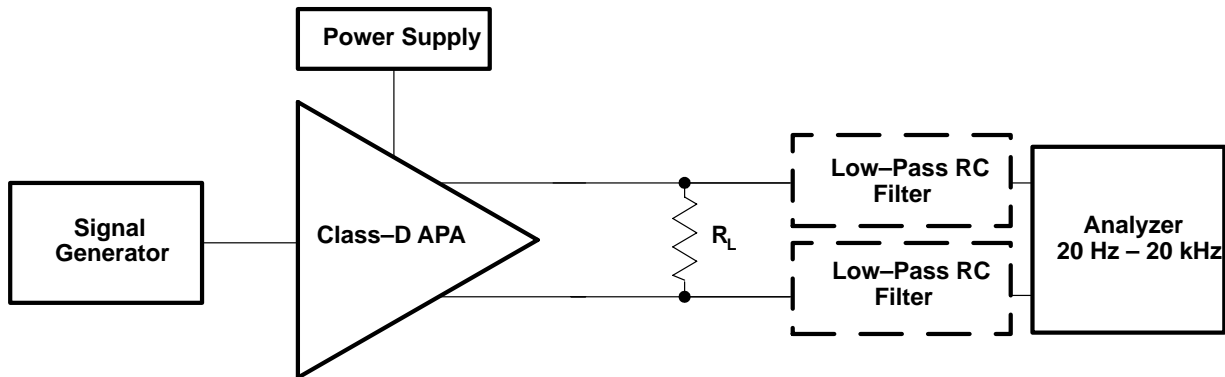 Power Supply
Signal
Generator
Class–D APA
R_L
Low–Pass RC
Filter
Low–Pass RC
Filter
Analyzer
20 Hz – 20 kHz